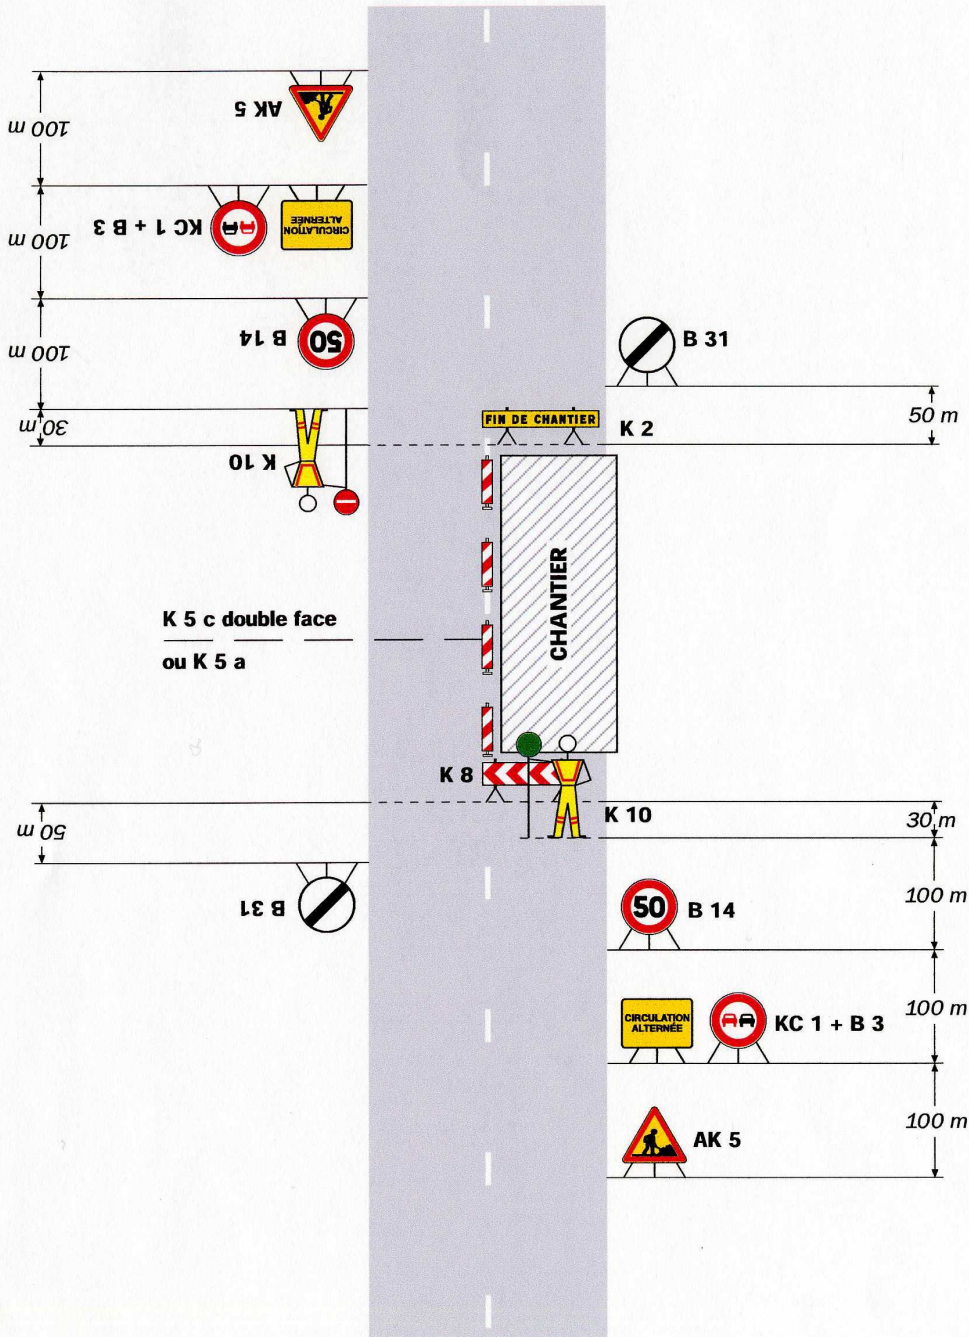 AK 5
100 m
KC 1 + B 3
CIRCULATION
ALTERNÉE
100 m
B 14
50
100 m
B 31
50 m
30 m
FIN DE CHANTIER
K 2
K 10
CHANTIER
K 5 c double face
ou K 5 a
K 8
K 10
30 m
50 m
B 31
50
B 14
100 m
CIRCULATION
ALTERNÉE
KC 1 + B 3
100 m
AK 5
100 m